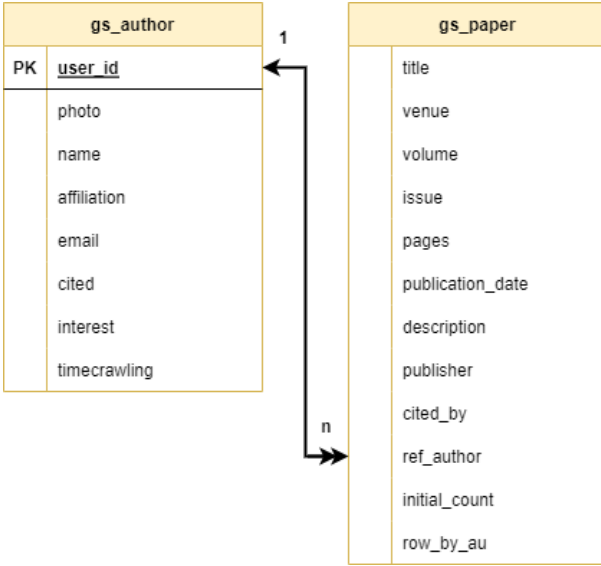 gs_author
PK user_id
photo
name
affiliation
email
cited
interest
timecrawling
1
n
gs_paper
title
venue
volume
issue
pages
publication_date
description
publisher
cited_by
ref_author
initial_count
row_by_au